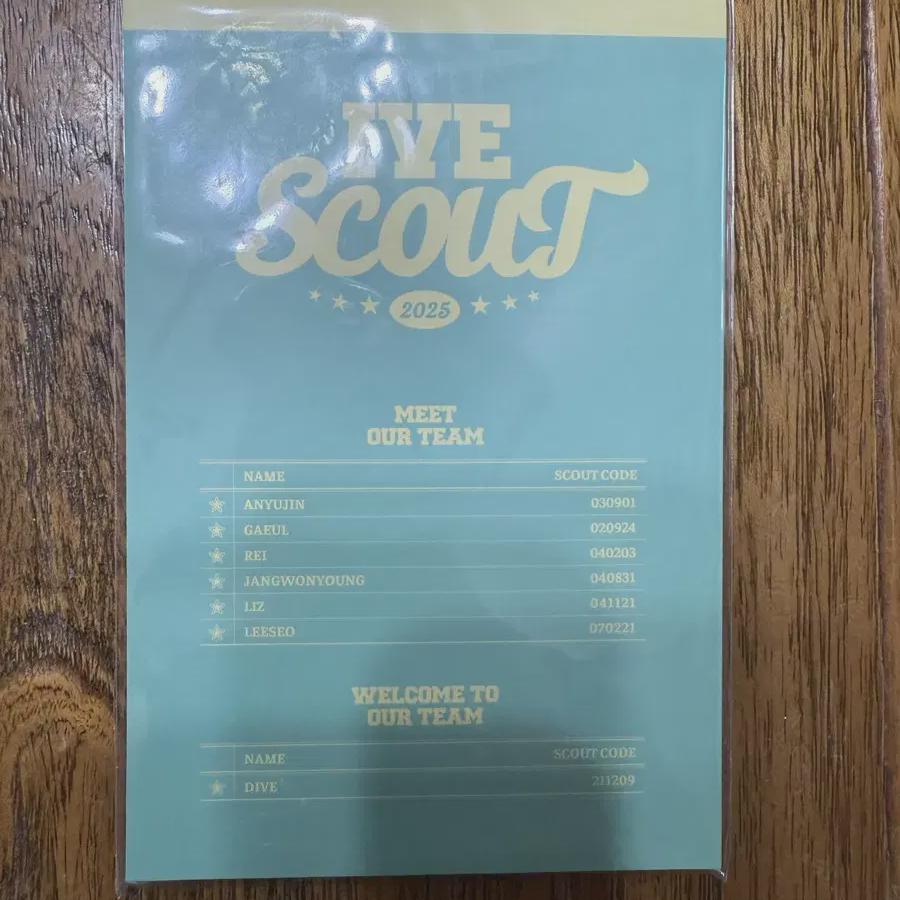 IVE
Scout
2025
MEET
OUR TEAM
NAME SCOUT CODE
ANYUJIN 030901
GAEUL 020924
REI 040203
JANGWONYOUNG 040831
LIZ 041121
LEESEO 070221
WELCOME TO
OUR TEAM
NAME SCOUT CODE
DIVE 211209